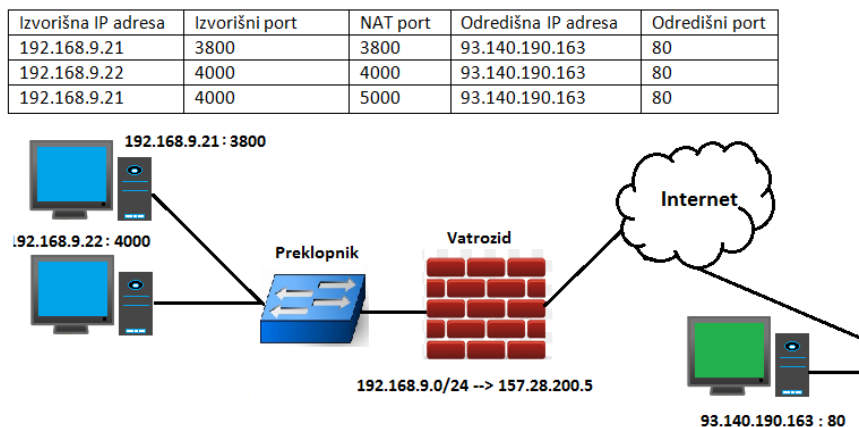 Izvorišna IP adresa Izvorišni port NAT port Odredišna IP adresa Odredišni port
192.168.9.21 3800 3800 93.140.190.163 80
192.168.9.22 4000 4000 93.140.190.163 80
192.168.9.21 4000 5000 93.140.190.163 80
192.168.9.21: 3800
Internet
192.168.9.22: 4000
Preklopnik
Vatrozid
192.168.9.0/24 --> 157.28.200.5
93.140.190.163 : 80